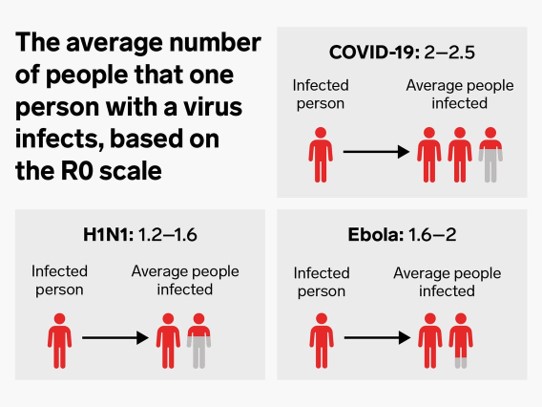 The average number
of people that one
person with a virus
infects, based on
the R0 scale
COVID-19: 2–2.5
Infected
person
Average people
infected
H1N1: 1.2–1.6
Infected
person
Average people
infected
Ebola: 1.6–2
Infected
person
Average people
infected